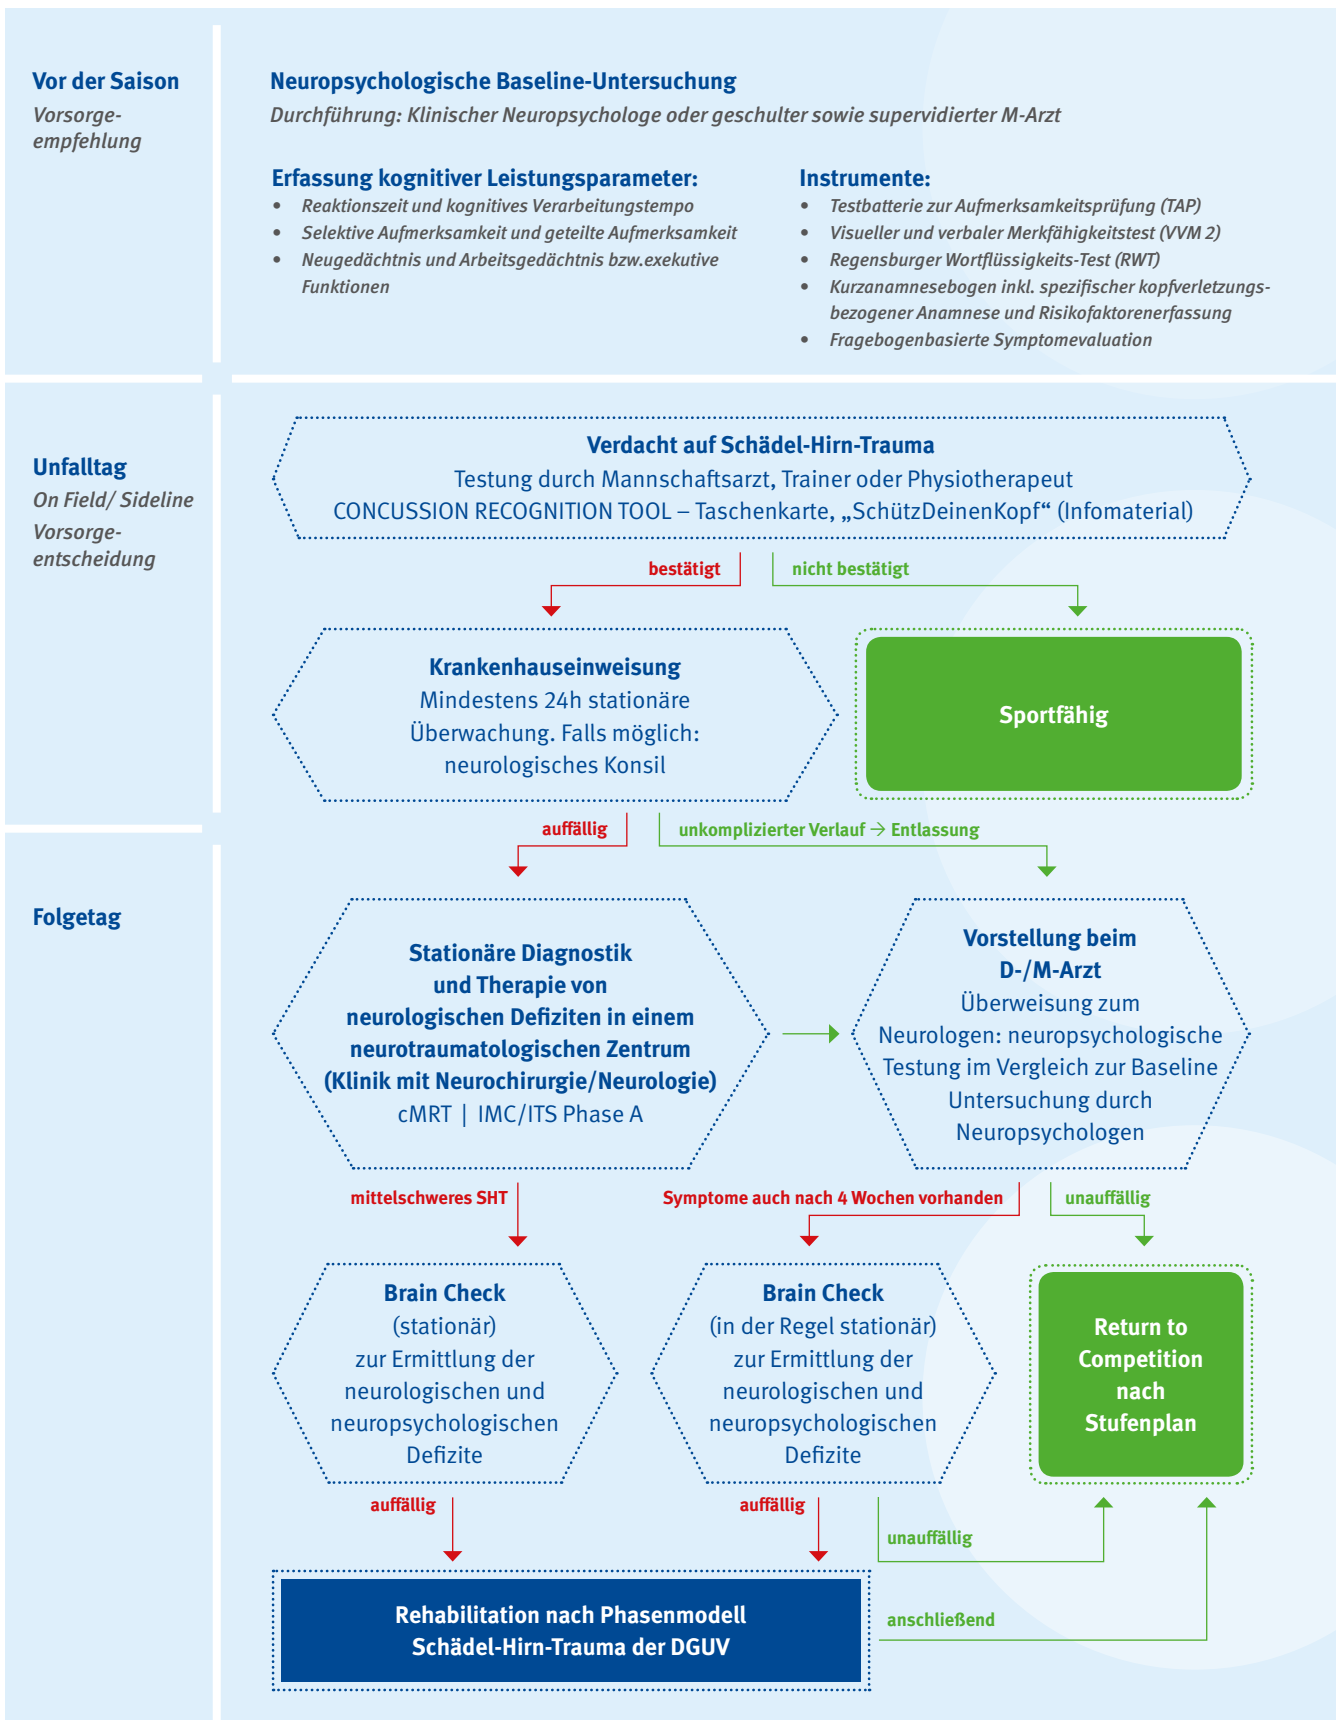 Vor der Saison
Vorsorge-
empfehlung
Neuropsychologische Baseline-Untersuchung
Durchführung: Klinischer Neuropsychologe oder geschulter sowie supervidierter M-Arzt
Erfassung kognitiver Leistungsparameter:
• Reaktionszeit und kognitives Verarbeitungstempo
• Selektive Aufmerksamkeit und geteilte Aufmerksamkeit
• Neugedächtnis und Arbeitsgedächtnis bzw.exekutive
Funktionen
Instrumente:
• Testbatterie zur Aufmerksamkeitsprüfung (TAP)
• Visueller und verbaler Merkfähigkeitstest (VVM 2)
• Regensburger Wortflüssigkeits-Test (RWT)
• Kurzanamnesebogen inkl. spezifischer kopfverletzungs-
bezogener Anamnese und Risikofaktorenerfassung
• Fragebogenbasierte Symptomevaluation
Unfalltag
On Field/ Sideline
Vorsorge-
entscheidung
Verdacht auf Schädel-Hirn-Trauma
Testung durch Mannschaftsarzt, Trainer oder Physiotherapeut
CONCUSSION RECOGNITION TOOL – Taschenkarte, „SchützDeinenKopf“ (Infomaterial)
bestätigt
nicht bestätigt
Krankenhauseinweisung
Mindestens 24h stationäre
Überwachung. Falls möglich:
neurologisches Konsil
Sportfähig
auffällig
unkomplizierter Verlauf → Entlassung
Folgetag
Stationäre Diagnostik
und Therapie von
neurologischen Defiziten in einem
neurotraumatologischen Zentrum
(Klinik mit Neurochirurgie/Neurologie)
cMRT | IMC/ITS Phase A
Vorstellung beim
D-/M-Arzt
Überweisung zum
Neurologen: neuropsychologische
Testung im Vergleich zur Baseline
Untersuchung durch
Neuropsychologen
mittelschweres SHT
Symptome auch nach 4 Wochen vorhanden
unauffällig
Brain Check
(stationär)
zur Ermittlung der
neurologischen und
neuropsychologischen
Defizite
Brain Check
(in der Regel stationär)
zur Ermittlung der
neurologischen und
neuropsychologischen
Defizite
Return to
Competition
nach
Stufenplan
auffällig
auffällig
unauffällig
Rehabilitation nach Phasenmodell
Schädel-Hirn-Trauma der DGUV
anschließend